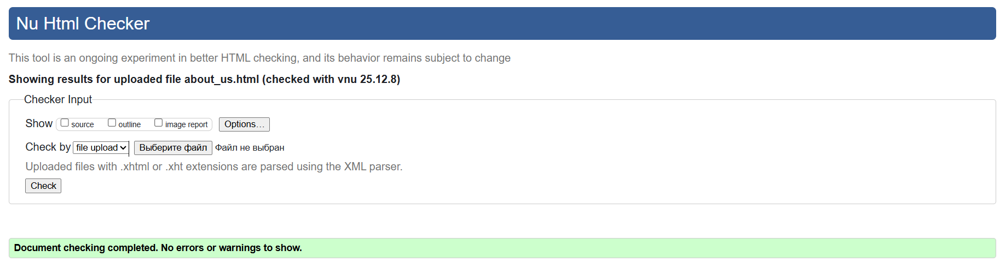 Nu Html Checker
This tool is an ongoing experiment in better HTML checking, and its behavior remains subject to change
Showing results for uploaded file about_us.html (checked with vnu 25.12.8)
Checker Input
Show source outline image report Options…
Check by file upload Выберите файл Файл не выбран
Uploaded files with .xhtml or .xht extensions are parsed using the XML parser.
Check
Document checking completed. No errors or warnings to show.